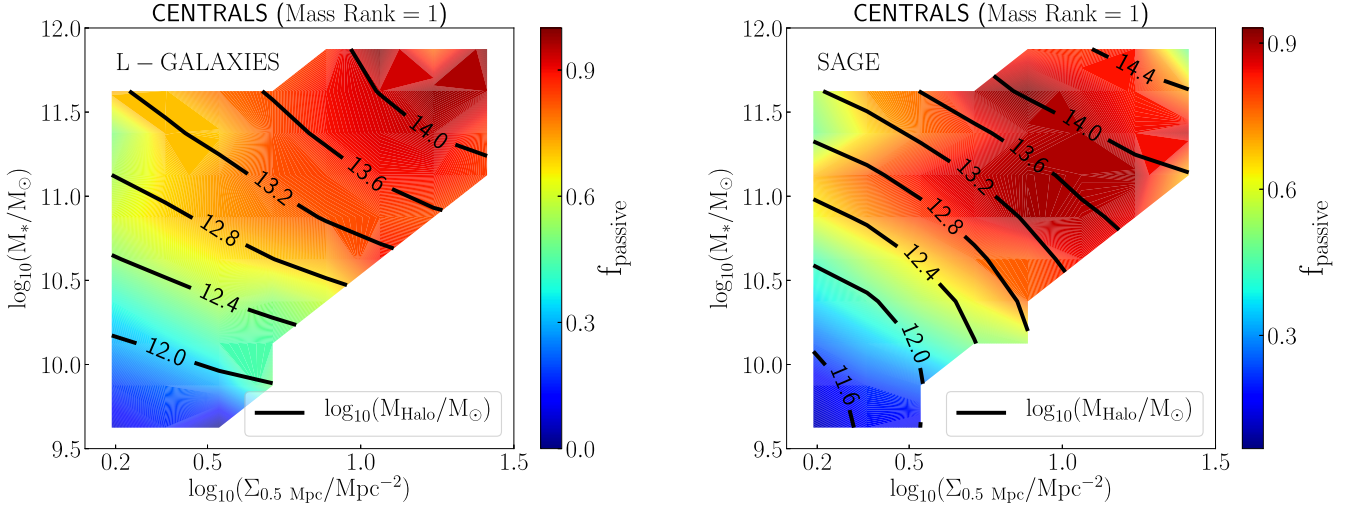 CENTRALS (Mass Rank = 1)
L − GALAXIES
12.0
11.5
11.0
10.5
10.0
9.5
log₁₀(M*/M⊙)
14.0
13.6
13.2
12.8
12.4
12.0
log₁₀(M_Halo/M⊙)
0.2 0.5 1.0 1.5
log₁₀(Σ₀.₅ Mpc/Mpc⁻²)
0.9
0.6
0.3
0.0
f_passive
CENTRALS (Mass Rank = 1)
SAGE
12.0
11.5
11.0
10.5
10.0
9.5
log₁₀(M*/M⊙)
14.4
14.0
13.6
13.2
12.8
12.4
12.0
11.6
log₁₀(M_Halo/M⊙)
0.2 0.5 1.0 1.5
log₁₀(Σ₀.₅ Mpc/Mpc⁻²)
0.9
0.6
0.3
f_passive